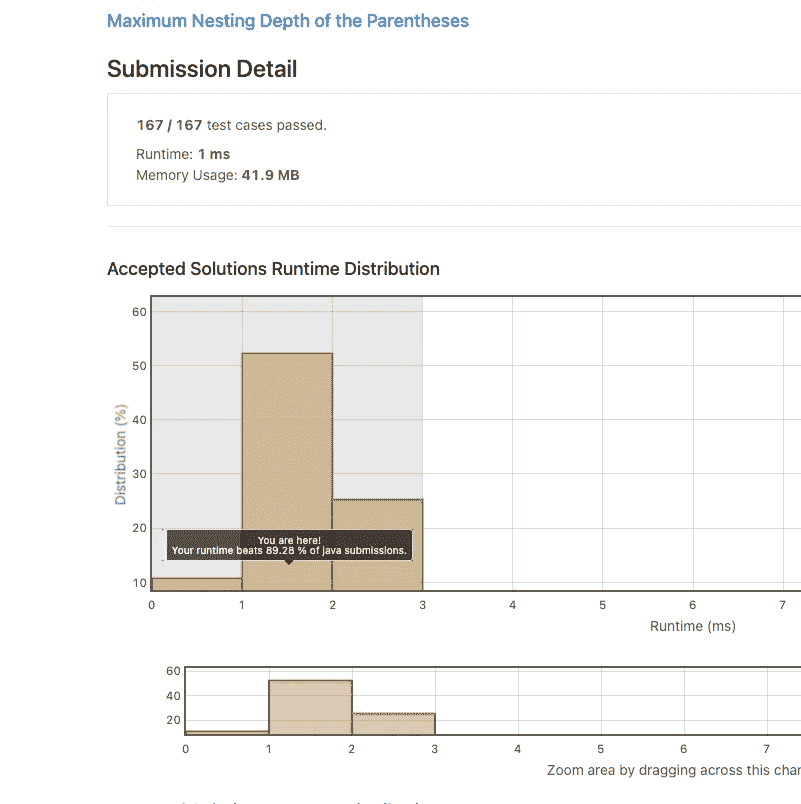 Maximum Nesting Depth of the Parentheses
Submission Detail
167 / 167 test cases passed.
Runtime: 1 ms
Memory Usage: 41.9 MB
Accepted Solutions Runtime Distribution
Distribution (%)
60
50
40
30
20
10
You are here!
Your runtime beats 89.28 % of java submissions.
0 1 2 3 4 5 6 7
Runtime (ms)
60
40
20
0 1 2 3 4 5 6 7
Zoom area by dragging across this